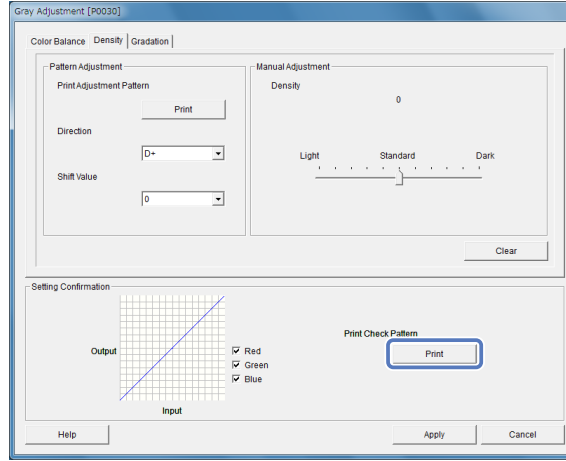 Gray Adjustment [P0030]
Color Balance Density Gradation
Pattern Adjustment
Print Adjustment Pattern
Print
Direction
D+
Shift Value
0
Manual Adjustment
Density
0
Light Standard Dark
Clear
Setting Confirmation
Output
Input
Red
Green
Blue
Print Check Pattern
Print
Help Apply Cancel